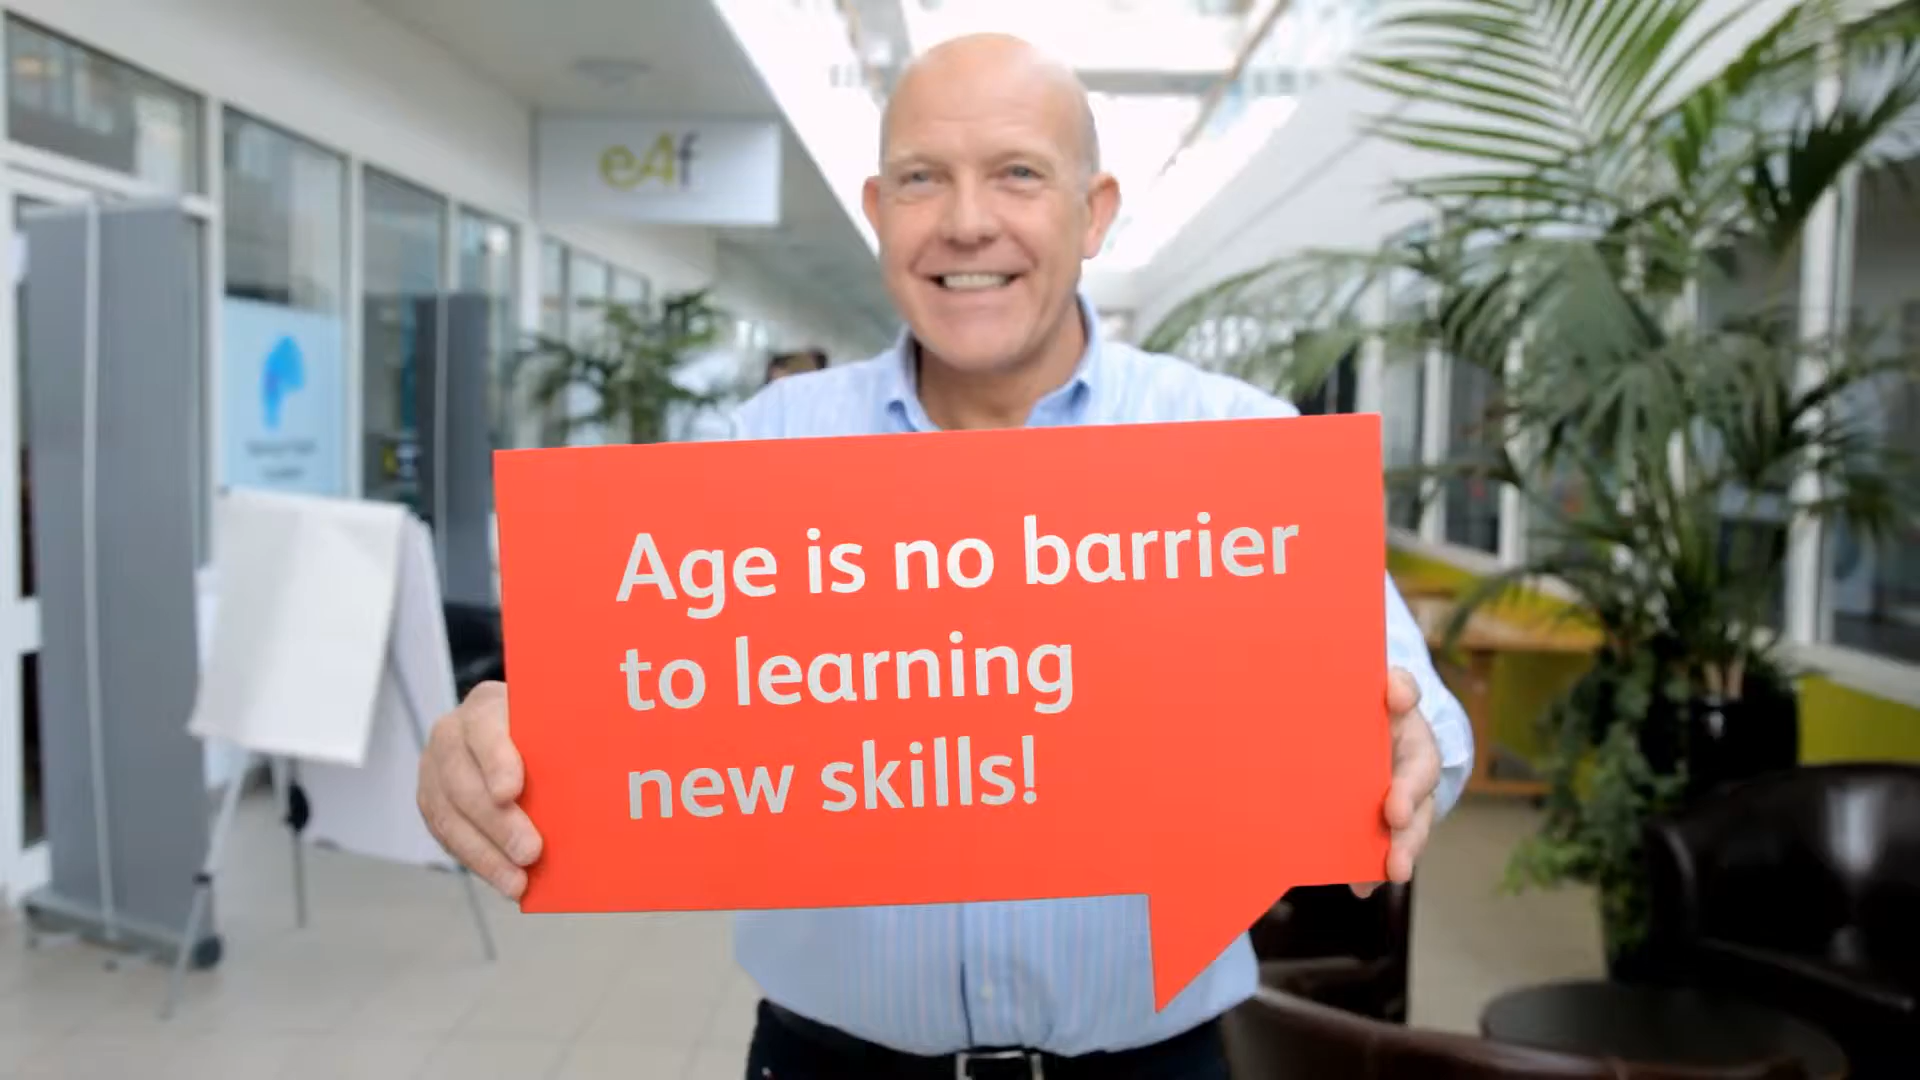 eAf
Age is no barrier
to learning
new skills!